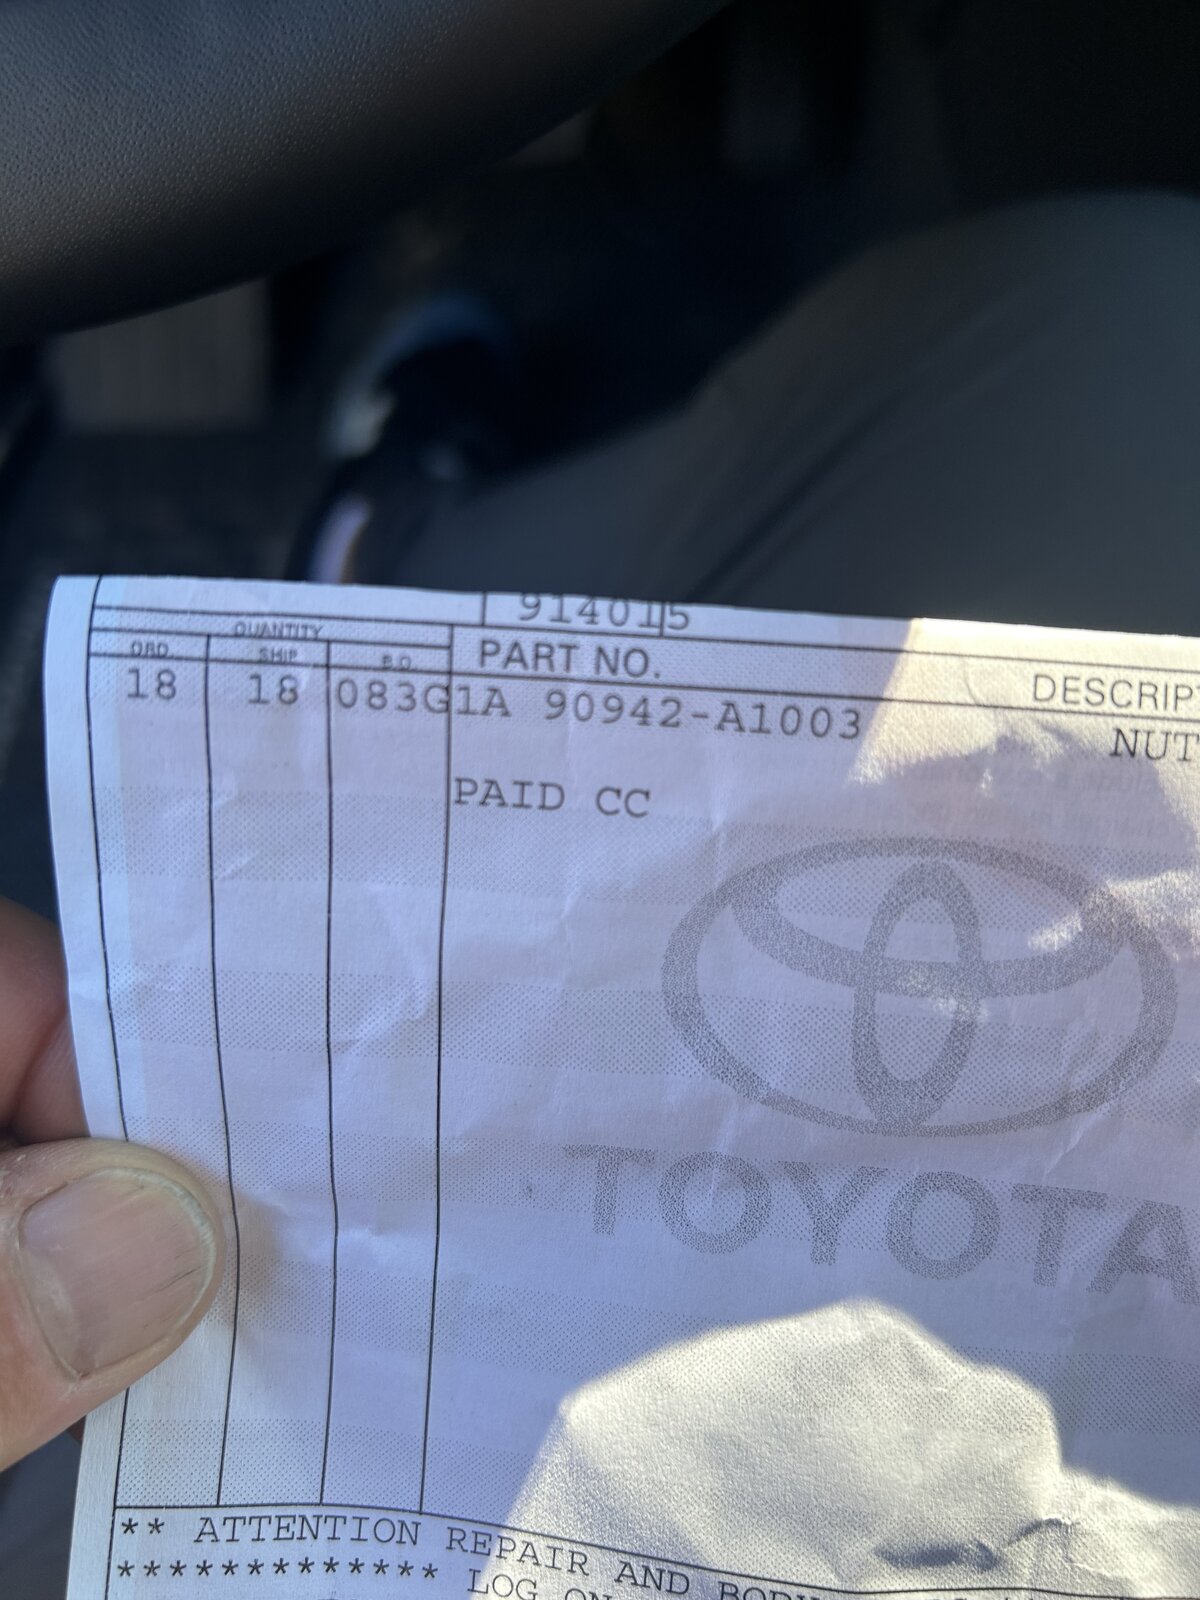 914015
QUANTITY
ORD. SHIP B.O. PART NO. DESCRIP
18 18 083G1A 90942-A1003 NUT
PAID CC
TOYOTA
** ATTENTION REPAIR AND BODY
************* LOG ON